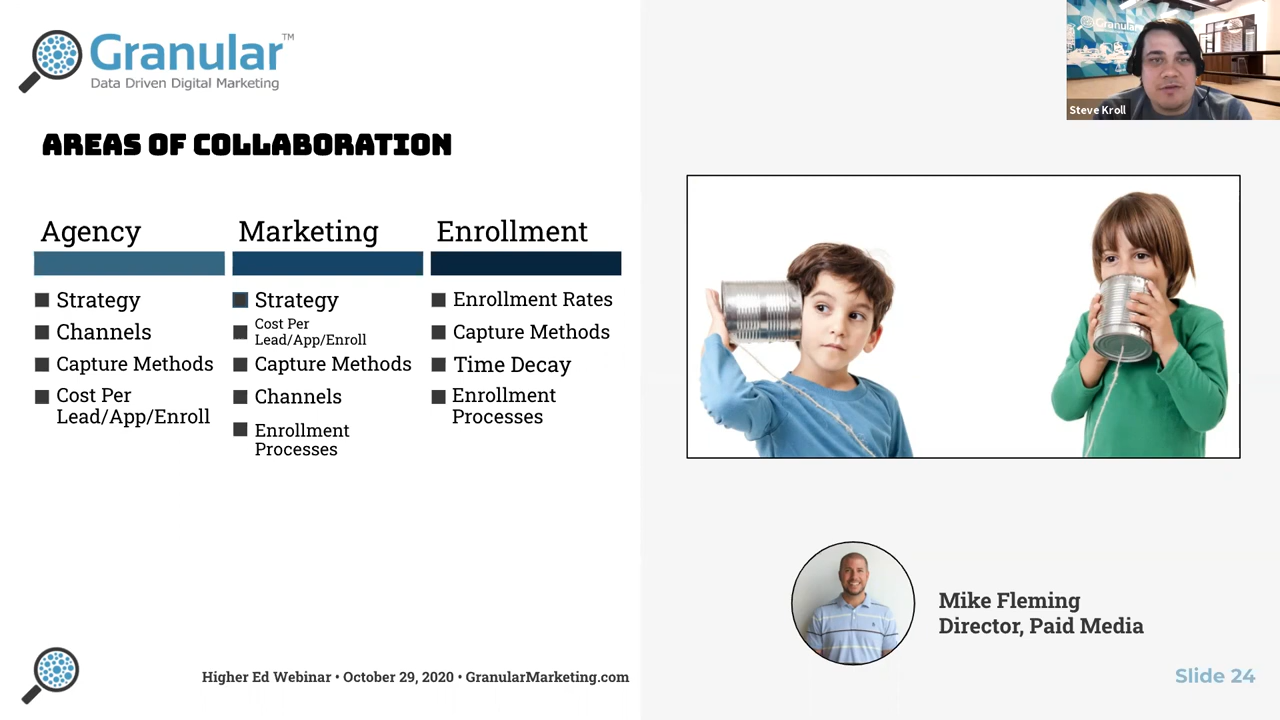 Granular™
Data Driven Digital Marketing
Granular
Steve Kroll
AREAS OF COLLABORATION
Agency
Strategy
Channels
Capture Methods
Cost Per
Lead/App/Enroll
Marketing
Strategy
Cost Per
Lead/App/Enroll
Capture Methods
Channels
Enrollment
Processes
Enrollment
Enrollment Rates
Capture Methods
Time Decay
Enrollment
Processes
Mike Fleming
Director, Paid Media
Higher Ed Webinar • October 29, 2020 • GranularMarketing.com
Slide 24